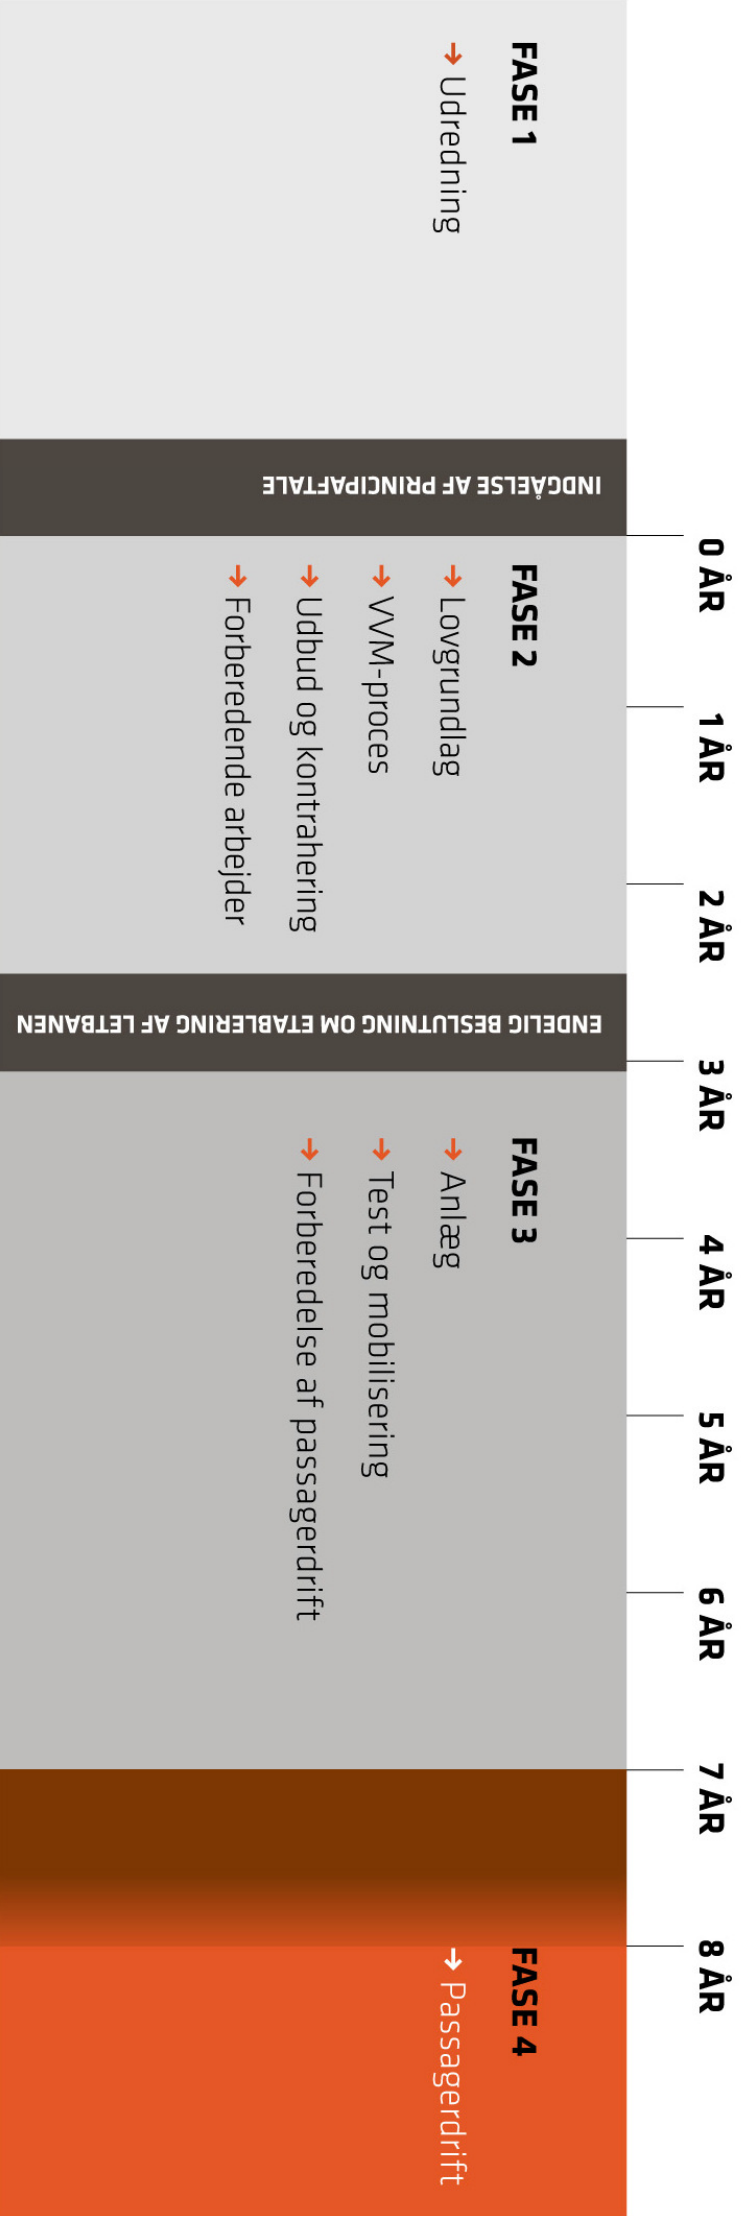 0 ÅR
1 ÅR
2 ÅR
3 ÅR
4 ÅR
5 ÅR
6 ÅR
7 ÅR
8 ÅR
FASE 1
→ Udredning
INDGÅELSE AF PRINCIPAFTALE
FASE 2
→ Lovgrundlag
→ VVM-proces
→ Udbud og kontrahering
→ Forberedende arbejder
ENDELIG BESLUTNING OM ETABLERING AF LETBANEN
FASE 3
→ Anlæg
→ Test og mobilisering
→ Forberedelse af passagerdrift
FASE 4
→ Passagerdrift